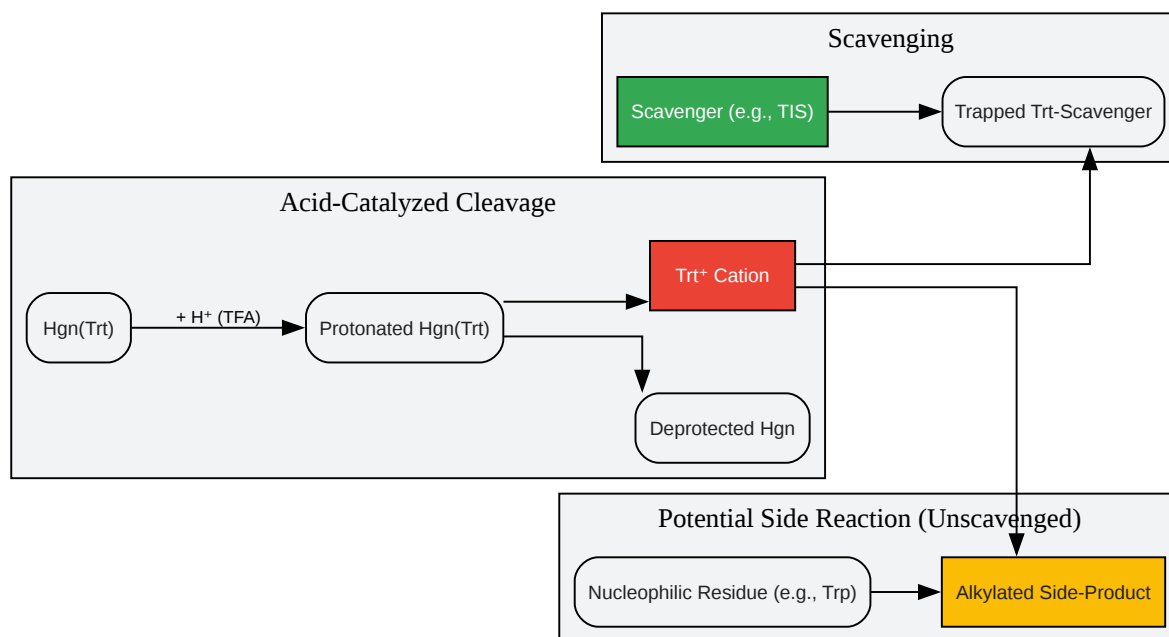 Scavenging
Scavenger (e.g., TIS)
Trapped Trt-Scavenger
Acid-Catalyzed Cleavage
Hgn(Trt)
+ H⁺ (TFA)
Protonated Hgn(Trt)
Trt⁺ Cation
Deprotected Hgn
Potential Side Reaction (Unscavenged)
Nucleophilic Residue (e.g., Trp)
Alkylated Side-Product